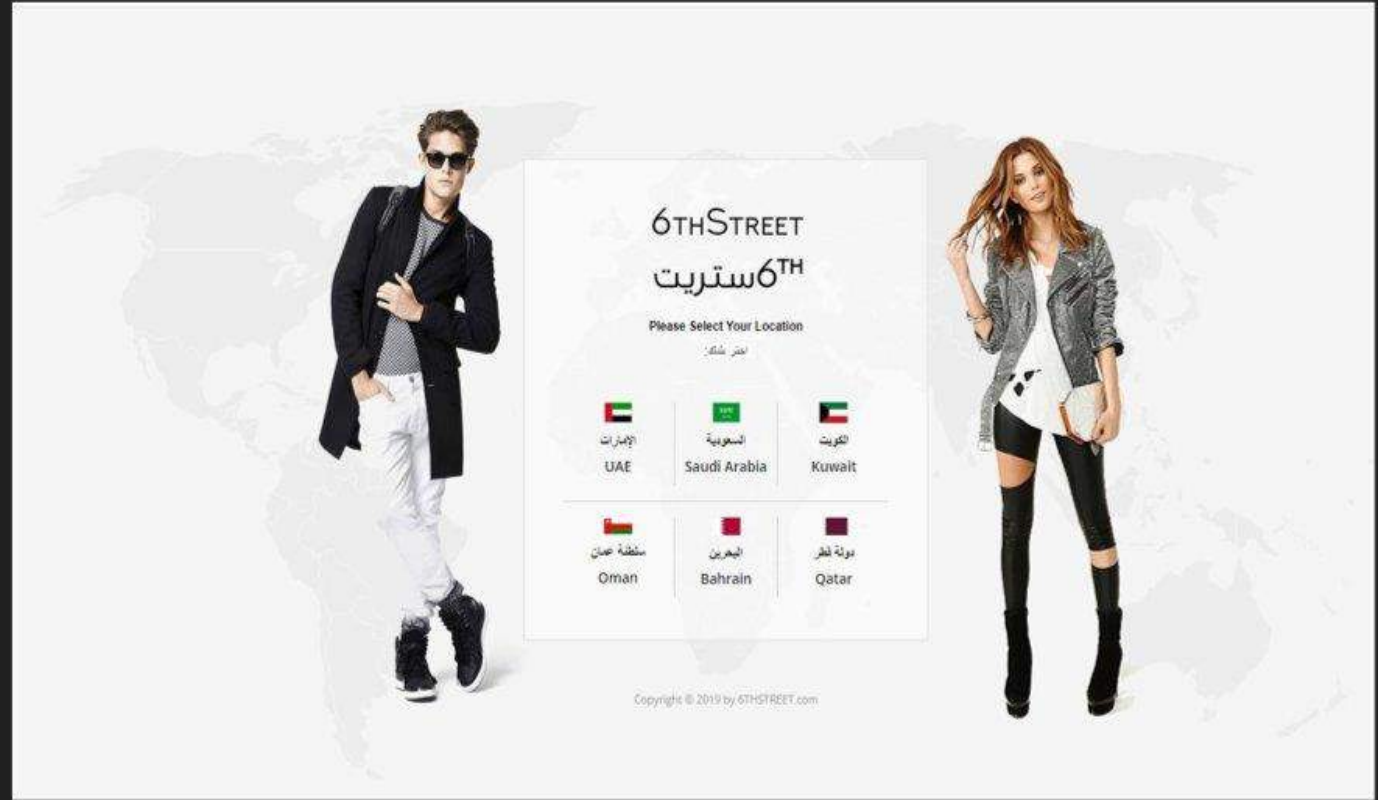 6THSTREET
6THستريت
Please Select Your Location
اختر
الإمارات
UAE
السعودية
Saudi Arabia
الكويت
Kuwait
سلطنة عمان
Oman
البحرين
Bahrain
دولة قطر
Qatar
Copyright © 2019 by 6THSTREET.com